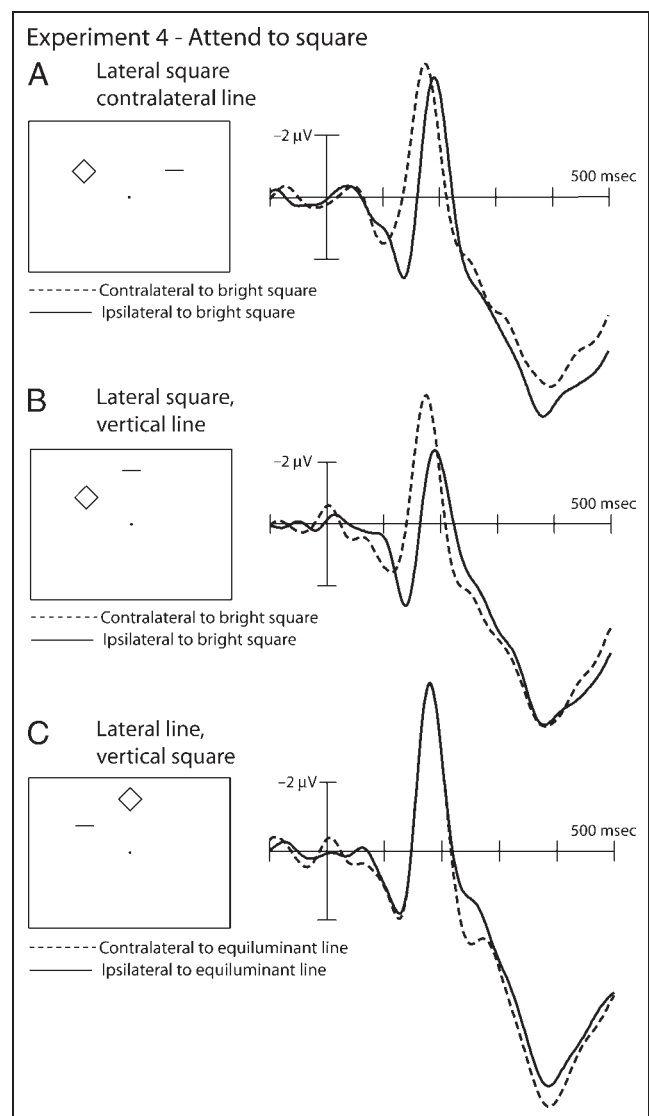 Experiment 4 - Attend to square
A
Lateral square
contralateral line
−2 µV
500 msec
Contralateral to bright square
Ipsilateral to bright square
B
Lateral square,
vertical line
−2 µV
500 msec
Contralateral to bright square
Ipsilateral to bright square
C
Lateral line,
vertical square
−2 µV
500 msec
Contralateral to equiluminant line
Ipsilateral to equiluminant line